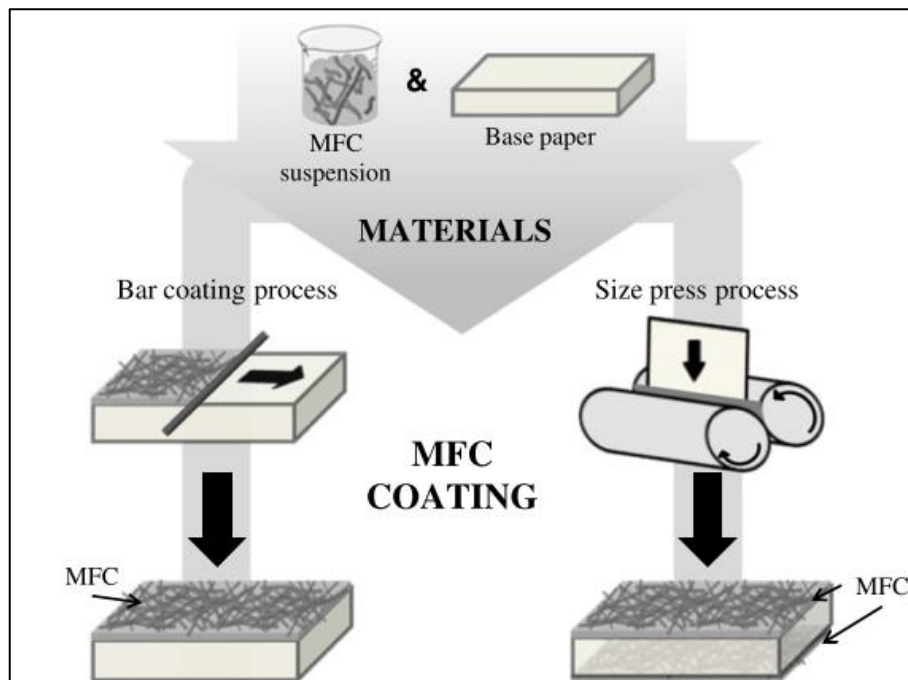 &
MFC
suspension
Base paper
MATERIALS
Bar coating process
Size press process
MFC
COATING
MFC
MFC